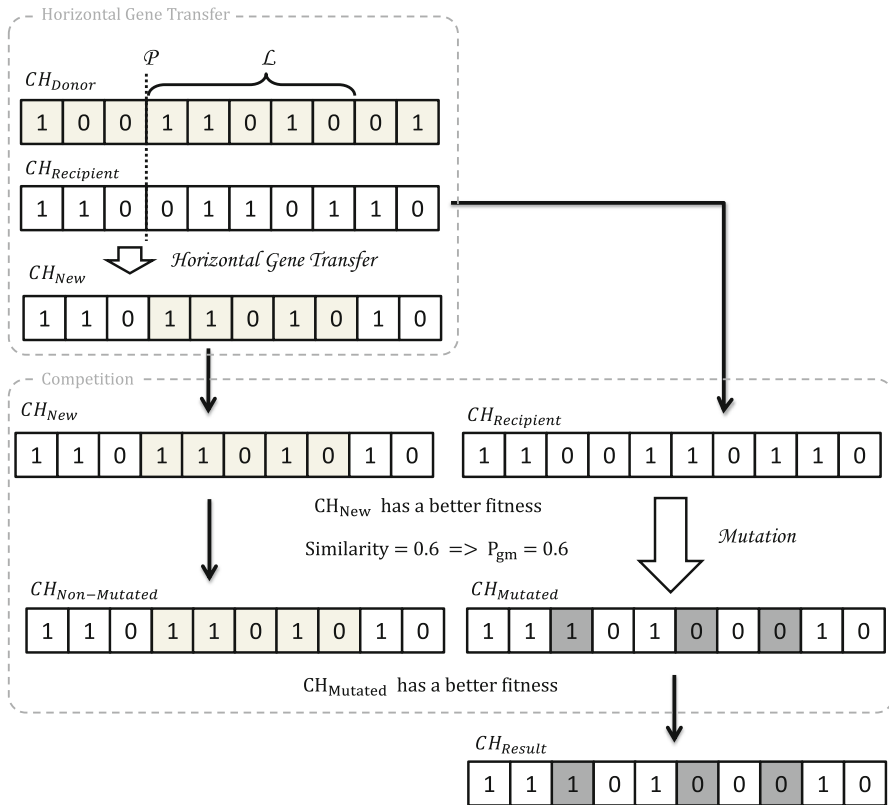 Horizontal Gene Transfer
𝒫 ℒ
CH_Donor
1 0 0 1 1 0 1 0 0 1
CH_Recipient
1 1 0 0 1 1 0 1 1 0
Horizontal Gene Transfer
CH_New
1 1 0 1 1 0 1 0 1 0
Competition
CH_New
1 1 0 1 1 0 1 0 1 0
CH_Recipient
1 1 0 0 1 1 0 1 1 0
CH_New has a better fitness
Similarity = 0.6 => P_gm = 0.6
Mutation
CH_Non−Mutated
1 1 0 1 1 0 1 0 1 0
CH_Mutated
1 1 1 0 1 0 0 0 1 0
CH_Mutated has a better fitness
CH_Result
1 1 1 0 1 0 0 0 1 0